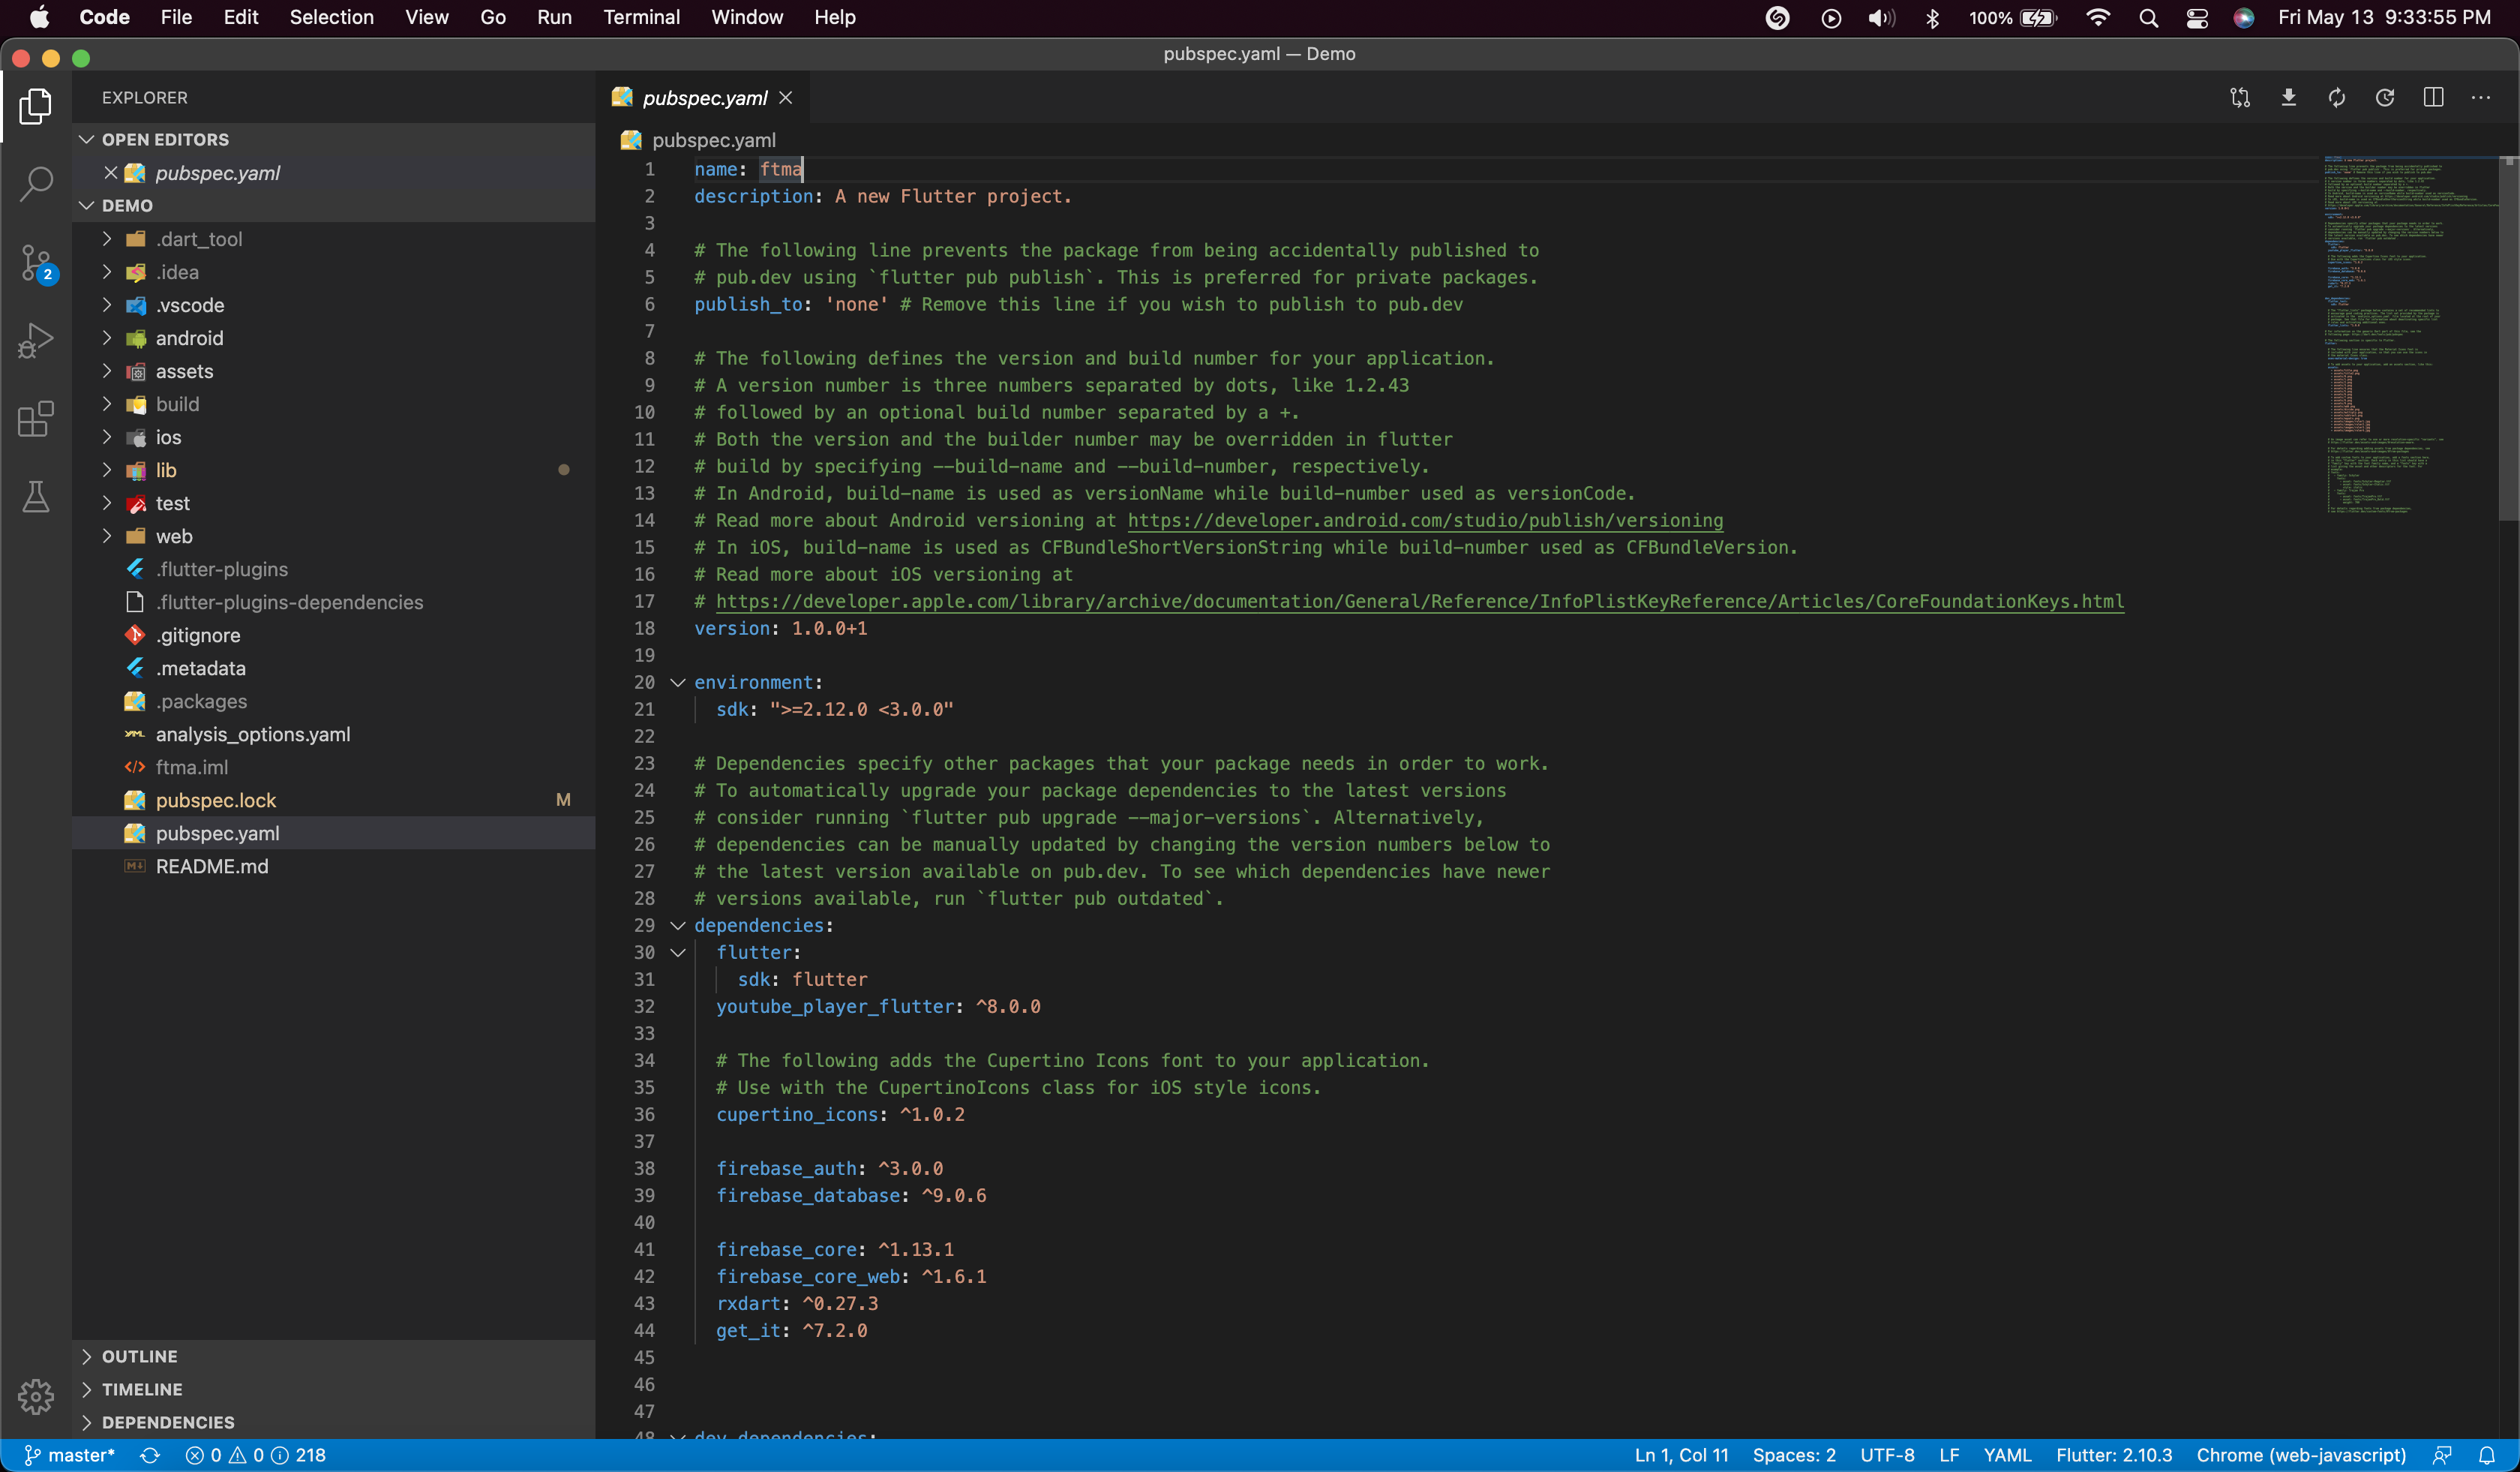 Code File Edit Selection View Go Run Terminal Window Help 100% Fri May 13 9:33:55 PM
pubspec.yaml — Demo
EXPLORER
OPEN EDITORS
pubspec.yaml
DEMO
.dart_tool
.idea
.vscode
android
assets
build
ios
lib
test
web
.flutter-plugins
.flutter-plugins-dependencies
.gitignore
.metadata
.packages
analysis_options.yaml
ftma.iml
pubspec.lock M
pubspec.yaml
README.md
OUTLINE
TIMELINE
DEPENDENCIES
2
pubspec.yaml
pubspec.yaml
1 name: ftma
2 description: A new Flutter project.
3
4 # The following line prevents the package from being accidentally published to
5 # pub.dev using `flutter pub publish`. This is preferred for private packages.
6 publish_to: 'none' # Remove this line if you wish to publish to pub.dev
7
8 # The following defines the version and build number for your application.
9 # A version number is three numbers separated by dots, like 1.2.43
10 # followed by an optional build number separated by a +.
11 # Both the version and the builder number may be overridden in flutter
12 # build by specifying --build-name and --build-number, respectively.
13 # In Android, build-name is used as versionName while build-number used as versionCode.
14 # Read more about Android versioning at https://developer.android.com/studio/publish/versioning
15 # In iOS, build-name is used as CFBundleShortVersionString while build-number used as CFBundleVersion.
16 # Read more about iOS versioning at
17 # https://developer.apple.com/library/archive/documentation/General/Reference/InfoPlistKeyReference/Articles/CoreFoundationKeys.html
18 version: 1.0.0+1
19
20 environment:
21 sdk: ">=2.12.0 <3.0.0"
22
23 # Dependencies specify other packages that your package needs in order to work.
24 # To automatically upgrade your package dependencies to the latest versions
25 # consider running `flutter pub upgrade --major-versions`. Alternatively,
26 # dependencies can be manually updated by changing the version numbers below to
27 # the latest version available on pub.dev. To see which dependencies have newer
28 # versions available, run `flutter pub outdated`.
29 dependencies:
30 flutter:
31 sdk: flutter
32 youtube_player_flutter: ^8.0.0
33
34 # The following adds the Cupertino Icons font to your application.
35 # Use with the CupertinoIcons class for iOS style icons.
36 cupertino_icons: ^1.0.2
37
38 firebase_auth: ^3.0.0
39 firebase_database: ^9.0.6
40
41 firebase_core: ^1.13.1
42 firebase_core_web: ^1.6.1
43 rxdart: ^0.27.3
44 get_it: ^7.2.0
45
46
47
48 dev_dependencies:
master* 0 0 218 Ln 1, Col 11 Spaces: 2 UTF-8 LF YAML Flutter: 2.10.3 Chrome (web-javascript)